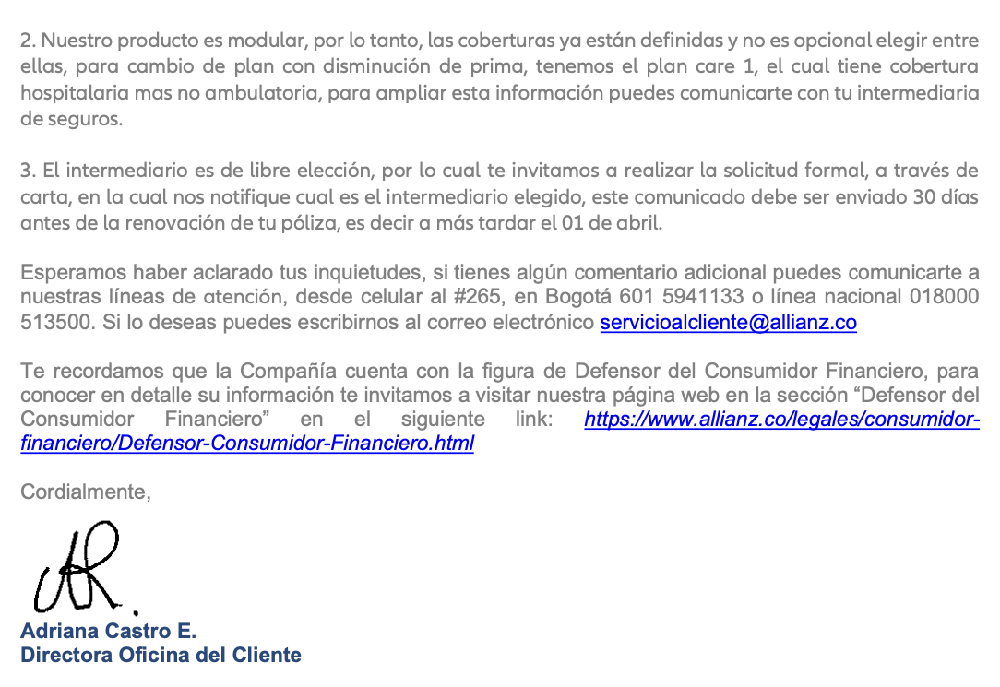 2. Nuestro producto es modular, por lo tanto, las coberturas ya están definidas y no es opcional elegir entre
ellas, para cambio de plan con disminución de prima, tenemos el plan care 1, el cual tiene cobertura
hospitalaria mas no ambulatoria, para ampliar esta información puedes comunicarte con tu intermediaria
de seguros.
3. El intermediario es de libre elección, por lo cual te invitamos a realizar la solicitud formal, a través de
carta, en la cual nos notifique cual es el intermediario elegido, este comunicado debe ser enviado 30 días
antes de la renovación de tu póliza, es decir a más tardar el 01 de abril.
Esperamos haber aclarado tus inquietudes, si tienes algún comentario adicional puedes comunicarte a
nuestras líneas de atención, desde celular al #265, en Bogotá 601 5941133 o línea nacional 018000
513500. Si lo deseas puedes escribirnos al correo electrónico servicioalcliente@allianz.co
Te recordamos que la Compañía cuenta con la figura de Defensor del Consumidor Financiero, para
conocer en detalle su información te invitamos a visitar nuestra página web en la sección “Defensor del
Consumidor Financiero” en el siguiente link: https://www.allianz.co/legales/consumidor-
financiero/Defensor-Consumidor-Financiero.html
Cordialmente,
AR.
Adriana Castro E.
Directora Oficina del Cliente